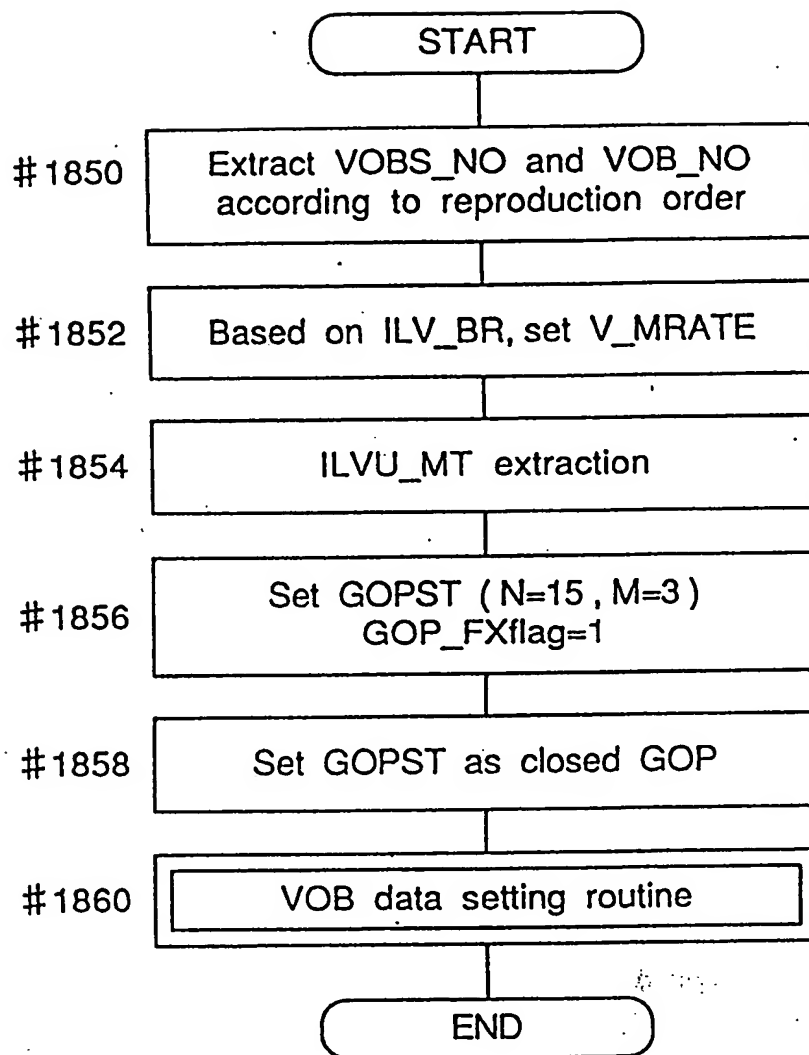 START
#1850
Extract VOBS_NO and VOB_NO
according to reproduction order
#1852
Based on ILV_BR, set V_MRATE
#1854
ILVU_MT extraction
#1856
Set GOPST (N=15, M=3)
GOP_FXflag=1
#1858
Set GOPST as closed GOP
#1860
VOB data setting routine
END